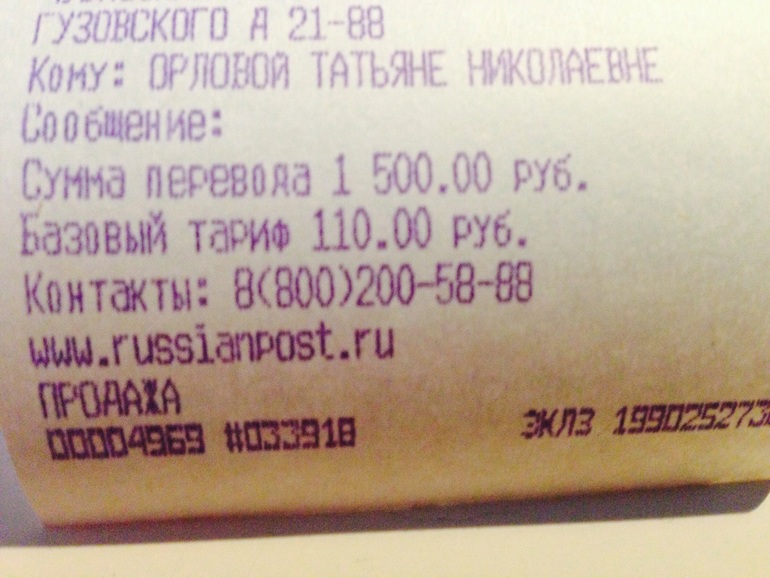 ГУЗОВСКОГО Д 21-88
Кому: ОРЛОВОЙ ТАТЬЯНЕ НИКОЛАЕВНЕ
Сообщение:
Сумма перевода 1 500.00 руб.
Базовый тариф 110.00 руб.
Контакты: 8(800)200-58-88
www.russianpost.ru
ПРОДАЖА
00004969 #033918 ЭКЛЗ 199025273